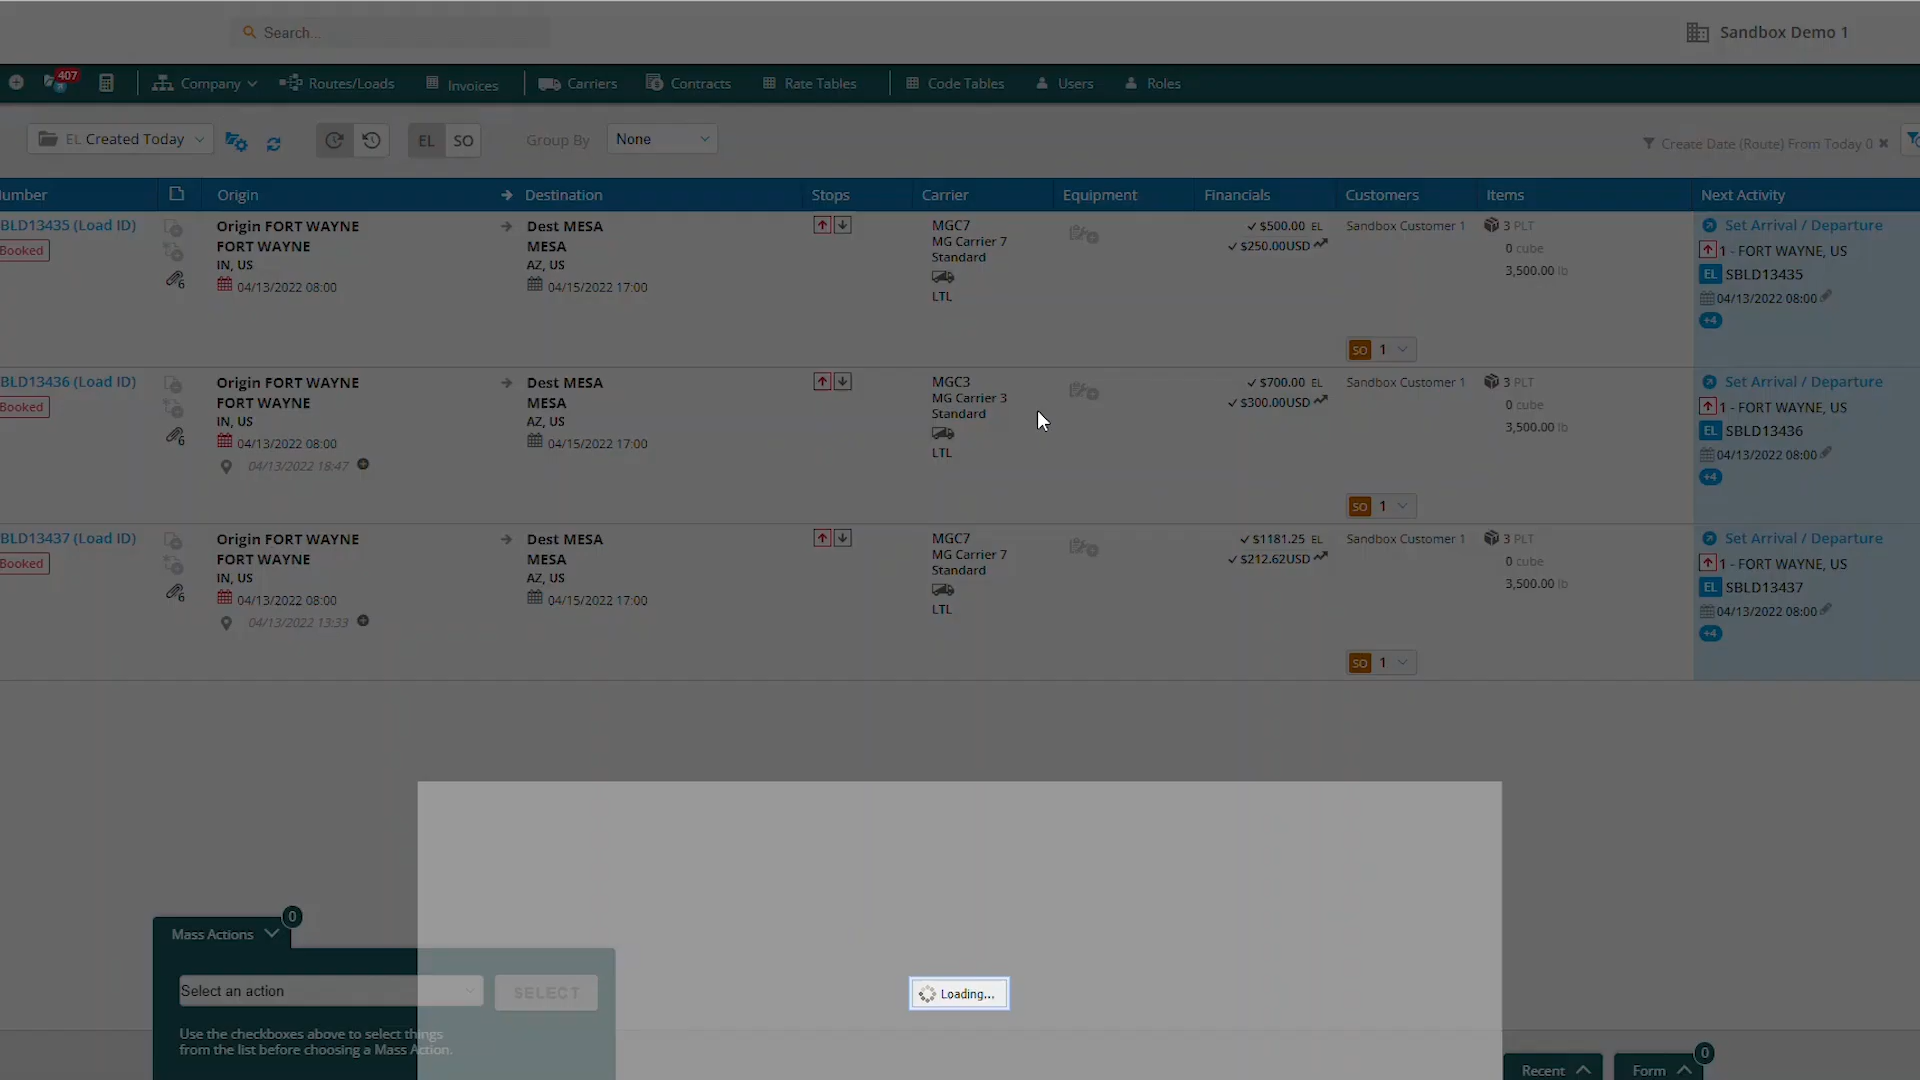 Search...
Sandbox Demo 1
407
Company
Routes/Loads
Invoices
Carriers
Contracts
Rate Tables
Code Tables
Users
Roles
EL Created Today
EL
SO
Group By
None
Create Date (Route) From Today 0
Origin
Destination
Stops
Carrier
Equipment
Financials
Customers
Items
Next Activity
BLD13435 (Load ID)
Booked
6
Origin FORT WAYNE
FORT WAYNE
IN, US
04/13/2022 08:00
Dest MESA
MESA
AZ, US
04/15/2022 17:00
MGC7
MG Carrier 7
Standard
LTL
$500.00 EL
$250.00USD
Sandbox Customer 1
SO 1
3 PLT
0 cube
3,500.00 lb
Set Arrival / Departure
1 - FORT WAYNE, US
EL SBLD13435
04/13/2022 08:00
+4
BLD13436 (Load ID)
Booked
6
Origin FORT WAYNE
FORT WAYNE
IN, US
04/13/2022 08:00
04/13/2022 18:47
Dest MESA
MESA
AZ, US
04/15/2022 17:00
MGC3
MG Carrier 3
Standard
LTL
$700.00 EL
$300.00USD
Sandbox Customer 1
SO 1
3 PLT
0 cube
3,500.00 lb
Set Arrival / Departure
1 - FORT WAYNE, US
EL SBLD13436
04/13/2022 08:00
+4
BLD13437 (Load ID)
Booked
6
Origin FORT WAYNE
FORT WAYNE
IN, US
04/13/2022 08:00
04/13/2022 13:33
Dest MESA
MESA
AZ, US
04/15/2022 17:00
MGC7
MG Carrier 7
Standard
LTL
$1181.25 EL
$212.62USD
Sandbox Customer 1
SO 1
3 PLT
0 cube
3,500.00 lb
Set Arrival / Departure
1 - FORT WAYNE, US
EL SBLD13437
04/13/2022 08:00
+4
Mass Actions
0
Select an action
SELECT
Use the checkboxes above to select things
from the list before choosing a Mass Action.
Loading...
Recent
Form
0